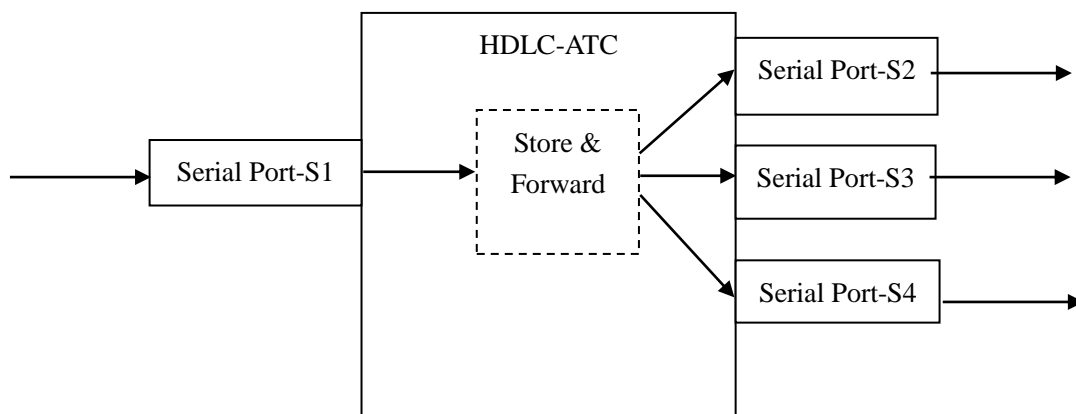 HDLC-ATC
Serial Port-S1
Store &
Forward
Serial Port-S2
Serial Port-S3
Serial Port-S4